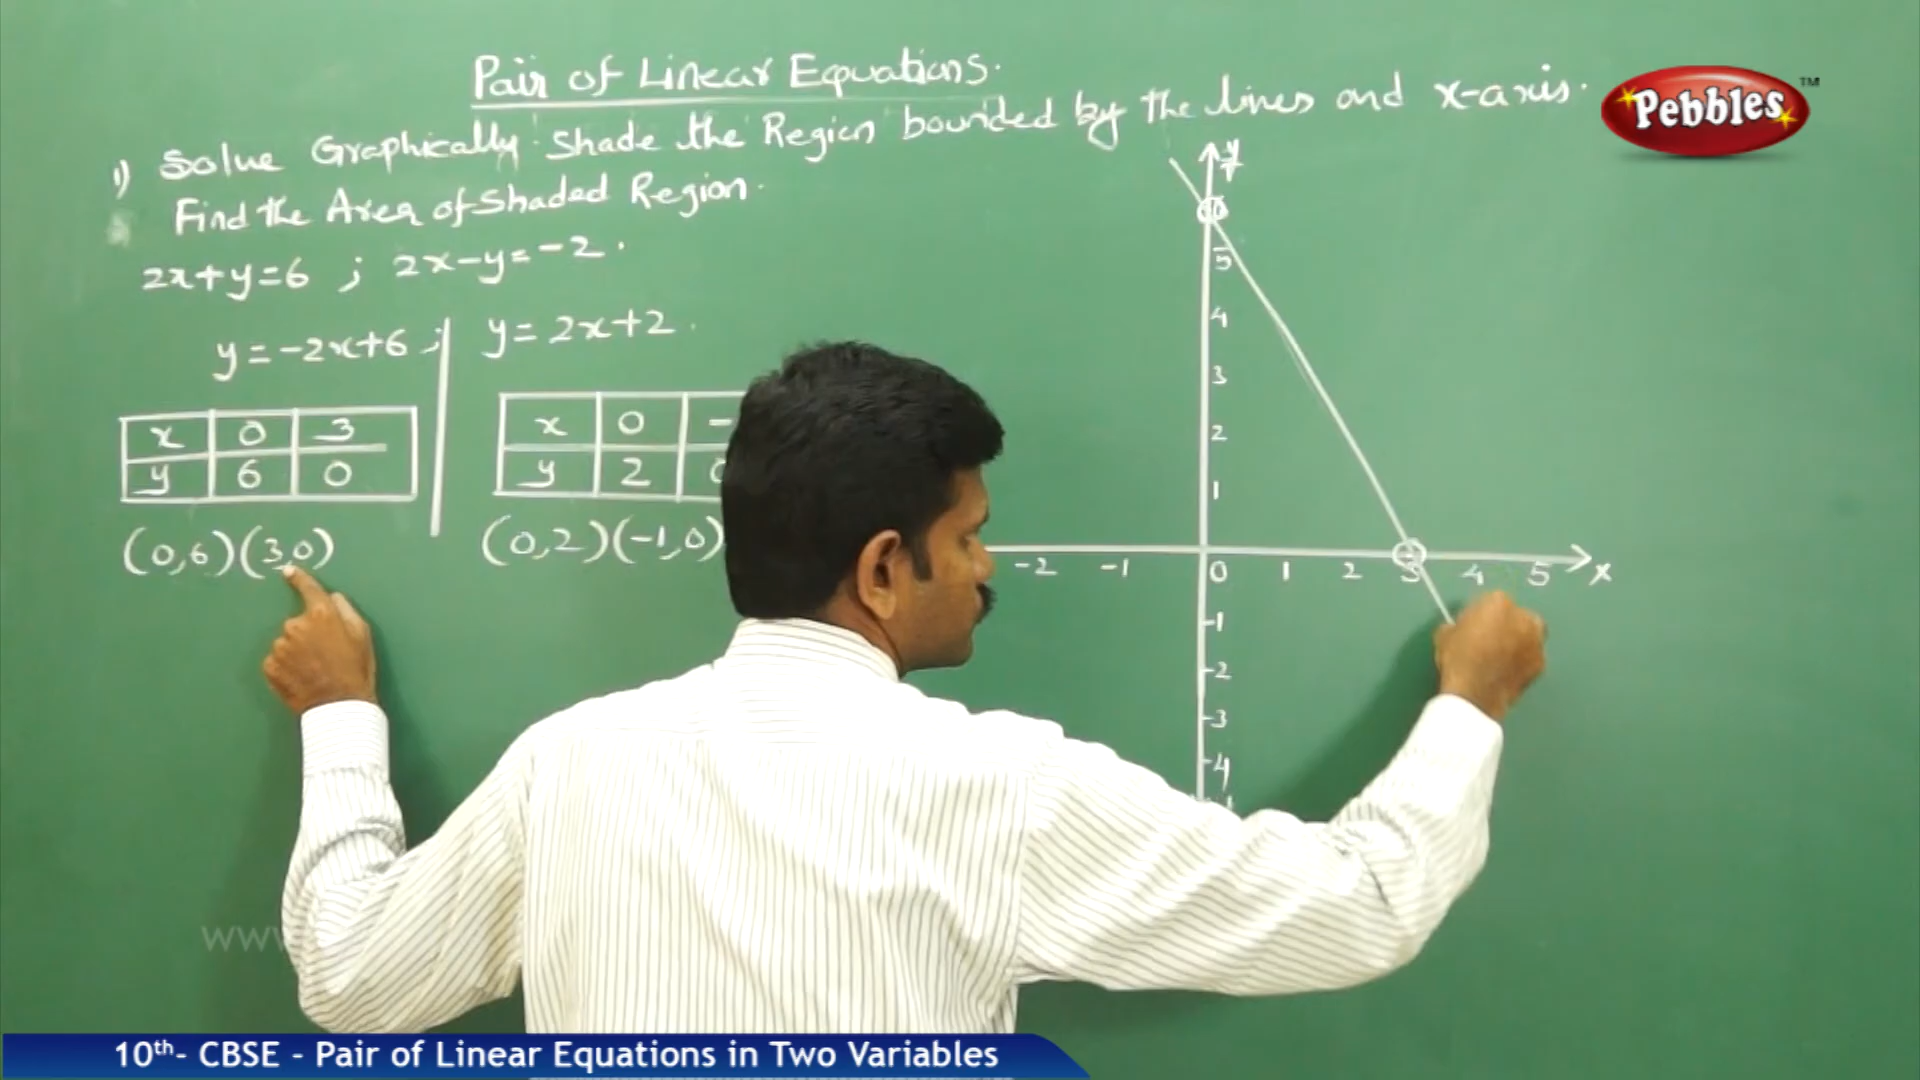 Pair of Linear Equations.
1) Solve Graphically. Shade the Region bounded by the lines and x-axis.
Find the Area of Shaded Region.
2x+y=6 ; 2x-y=-2.
y=-2x+6 ; y=2x+2.
x 0 3
y 6 0
x 0 -
y 2
(0,6)(3,0) (0,2)(-1,0)
y
6
5
4
3
2
1
-2 -1 0 1 2 3 4 5 x
-1
-2
-3
-4
Pebbles™
www
10th- CBSE - Pair of Linear Equations in Two Variables